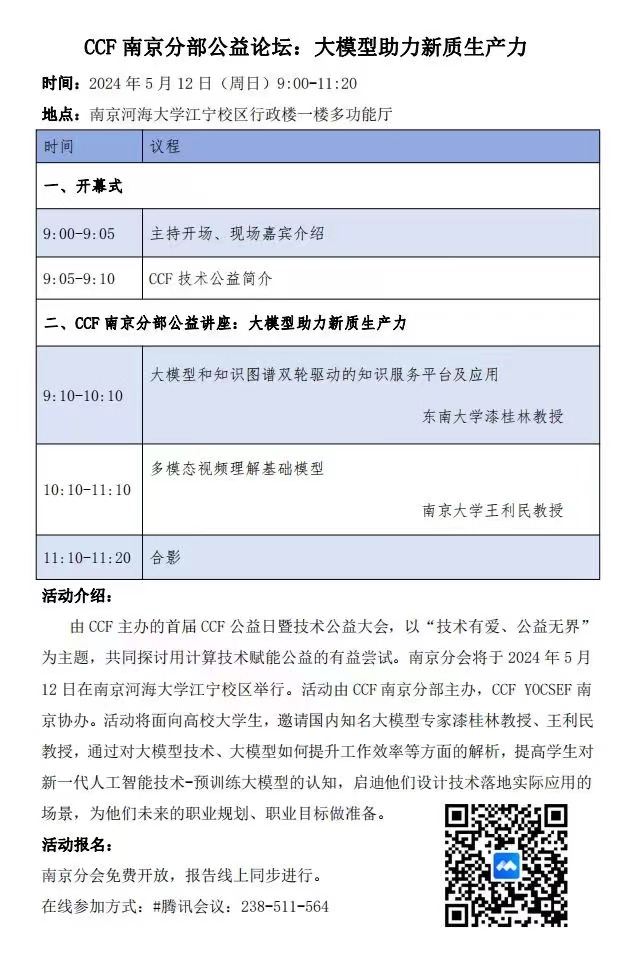 CCF 南京分部公益论坛：大模型助力新质生产力
时间：2024 年 5 月 12 日（周日）9:00-11:20
地点：南京河海大学江宁校区行政楼一楼多功能厅
时间 议程
一、开幕式
9:00-9:05 主持开场、现场嘉宾介绍
9:05-9:10 CCF 技术公益简介
二、CCF 南京分部公益讲座：大模型助力新质生产力
9:10-10:10 大模型和知识图谱双轮驱动的知识服务平台及应用
东南大学漆桂林教授
10:10-11:10 多模态视频理解基础模型
南京大学王利民教授
11:10-11:20 合影
活动介绍：
由 CCF 主办的首届 CCF 公益日暨技术公益大会，以“技术有爱、公益无界”
为主题，共同探讨用计算技术赋能公益的有益尝试。南京分会将于 2024 年 5 月
12 日在南京河海大学江宁校区举行。活动由 CCF 南京分部主办，CCF YOCSEF 南
京协办。活动将面向高校大学生，邀请国内知名大模型专家漆桂林教授、王利民
教授，通过对大模型技术、大模型如何提升工作效率等方面的解析，提高学生对
新一代人工智能技术-预训练大模型的认知，启迪他们设计技术落地实际应用的
场景，为他们未来的职业规划、职业目标做准备。
活动报名：
南京分会免费开放，报告线上同步进行。
在线参加方式：#腾讯会议：238-511-564